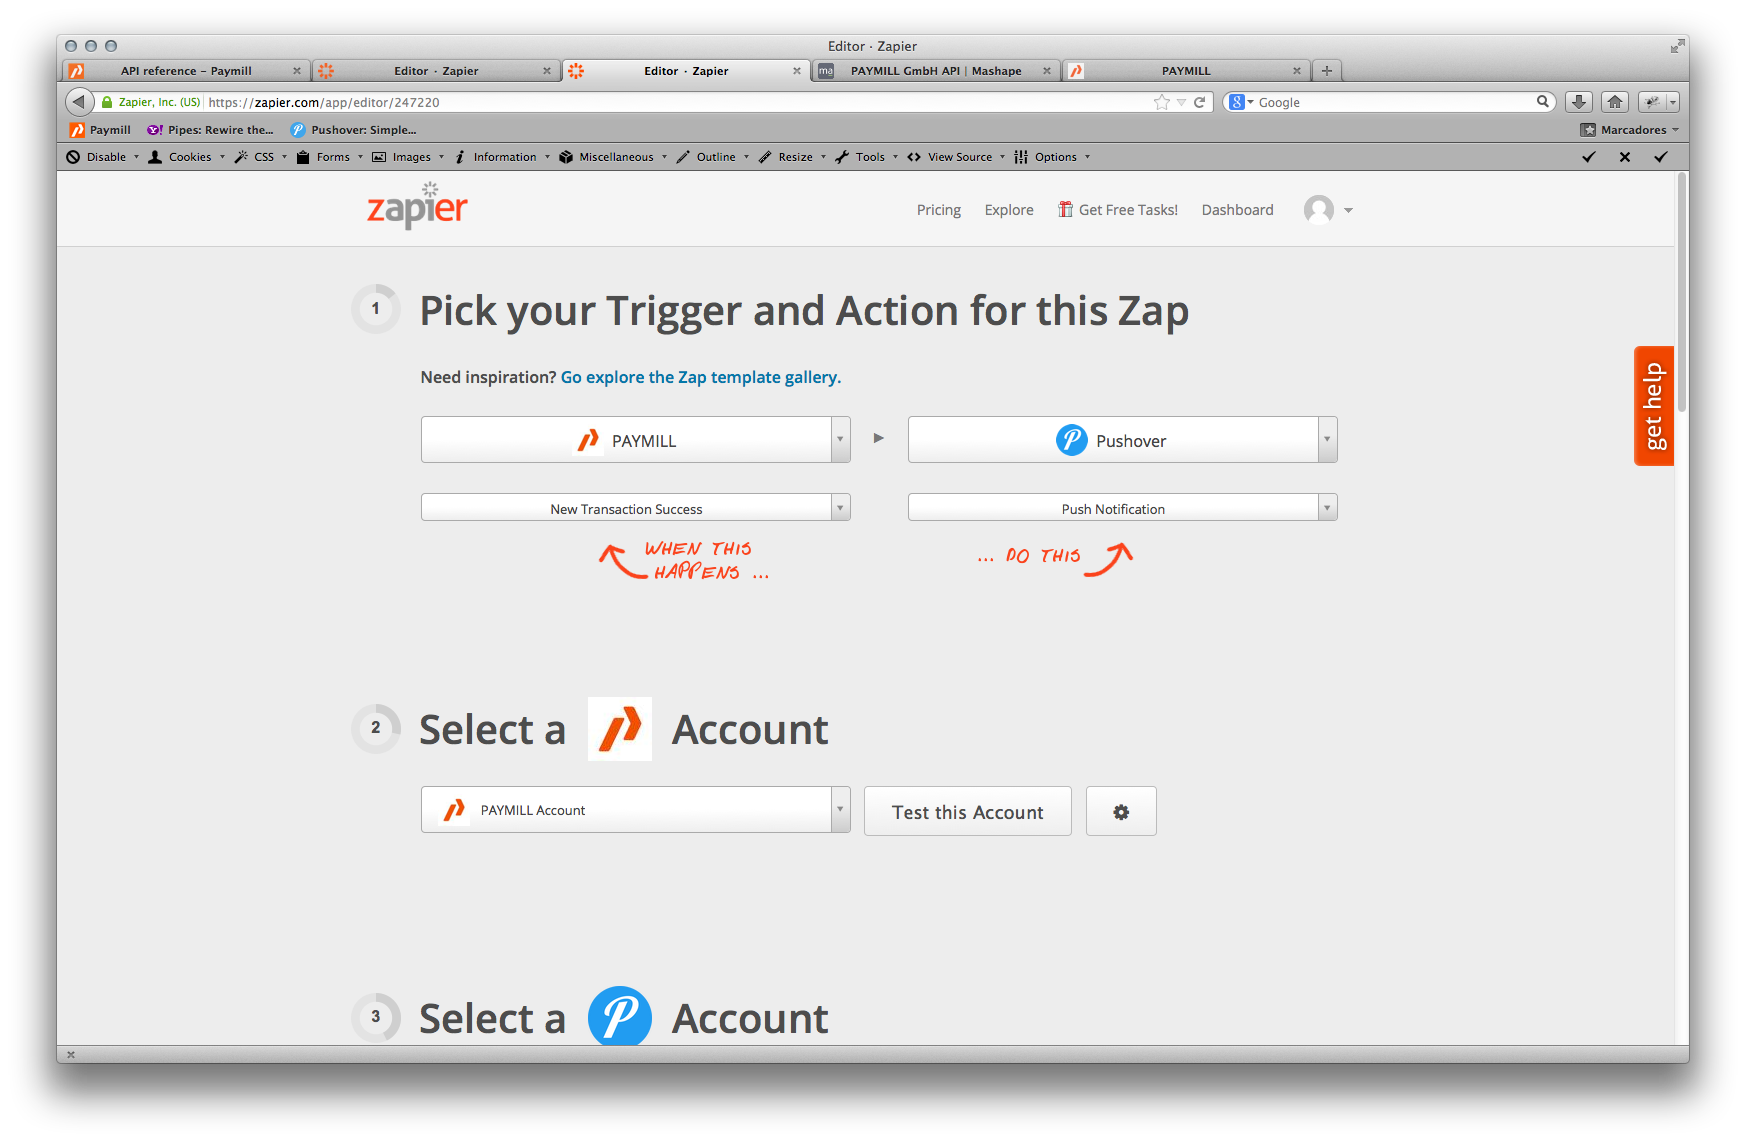 Editor · Zapier
API reference – Paymill
Editor · Zapier
Editor · Zapier
ma
PAYMILL GmbH API | Mashape
PAYMILL
Zapier, Inc. (US)
https://zapier.com/app/editor/247220
8
Google
Paymill
Y! Pipes: Rewire the...
Pushover: Simple...
Marcadores
Disable
Cookies
CSS
Forms
Images
Information
Miscellaneous
Outline
Resize
Tools
View Source
Options
zapier
Pricing
Explore
Get Free Tasks!
Dashboard
1
Pick your Trigger and Action for this Zap
Need inspiration? Go explore the Zap template gallery.
get help
PAYMILL
Pushover
New Transaction Success
Push Notification
WHEN THIS
HAPPENS ...
... DO THIS
2
Select a Account
PAYMILL Account
Test this Account
3
Select a Account